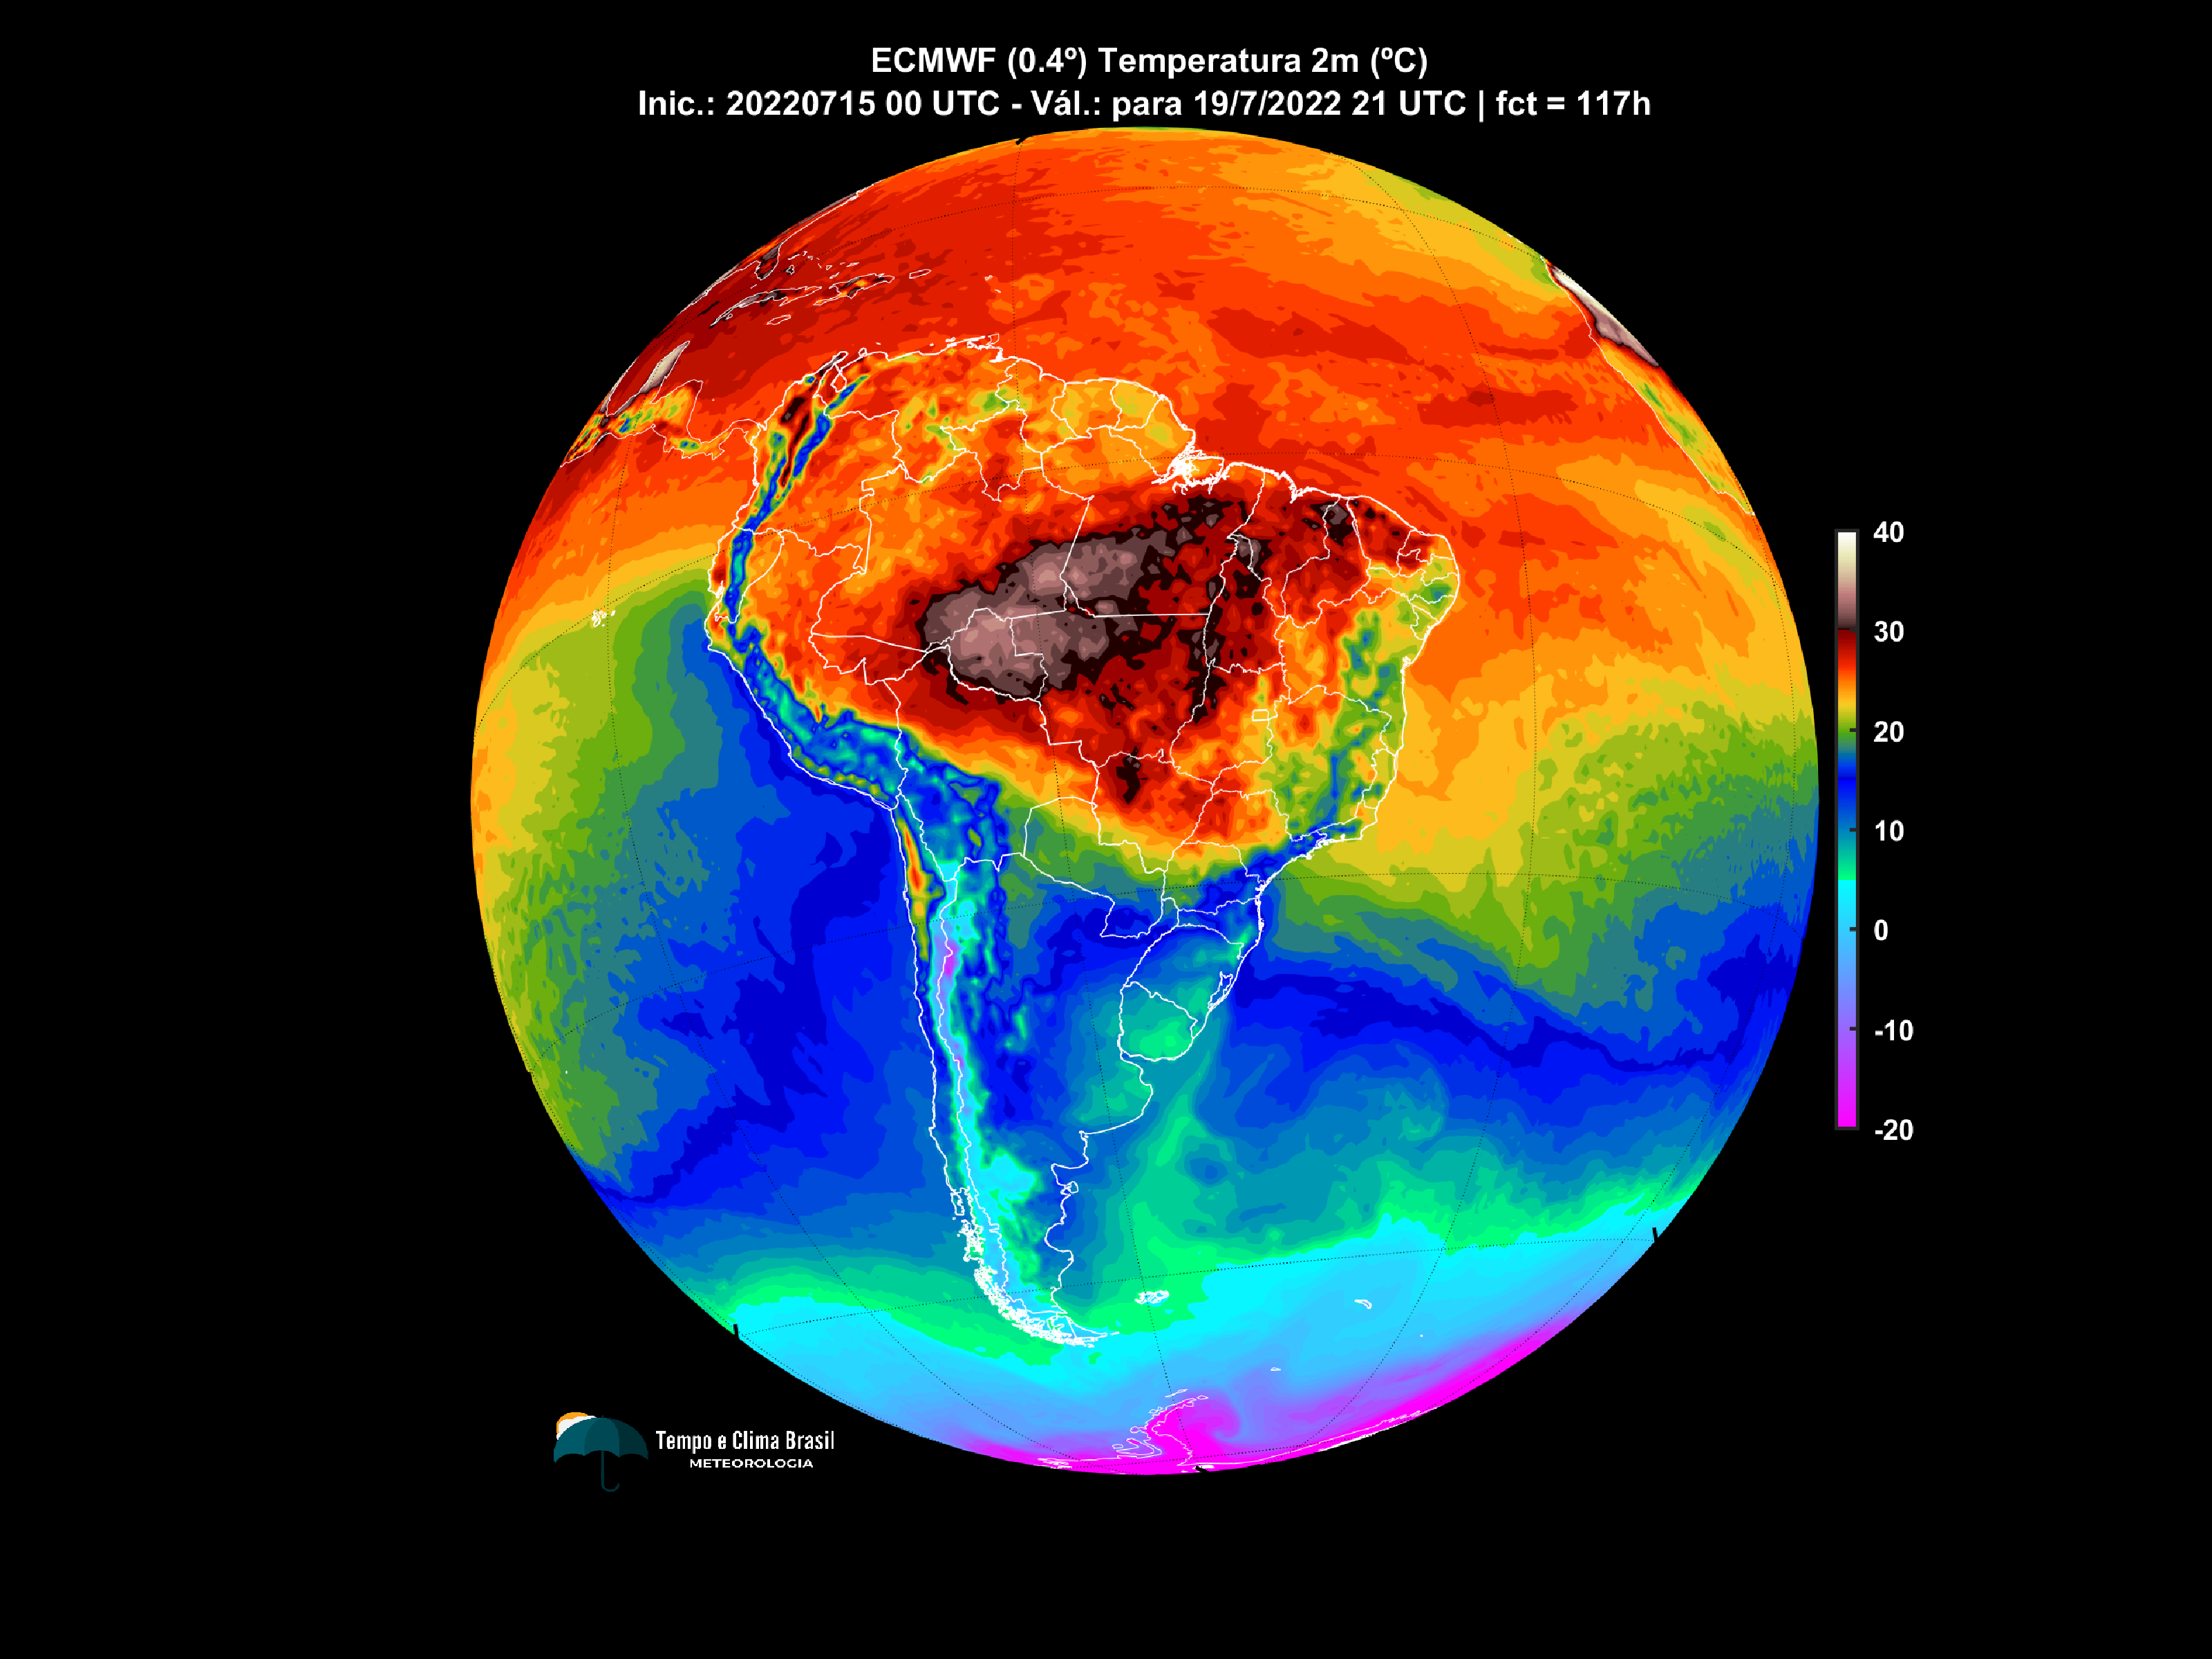 ECMWF (0.4º) Temperatura 2m (ºC)
Inic.: 20220715 00 UTC - Vál.: para 19/7/2022 21 UTC | fct = 117h
40
30
20
10
0
-10
-20
Tempo e Clima Brasil
METEOROLOGIA